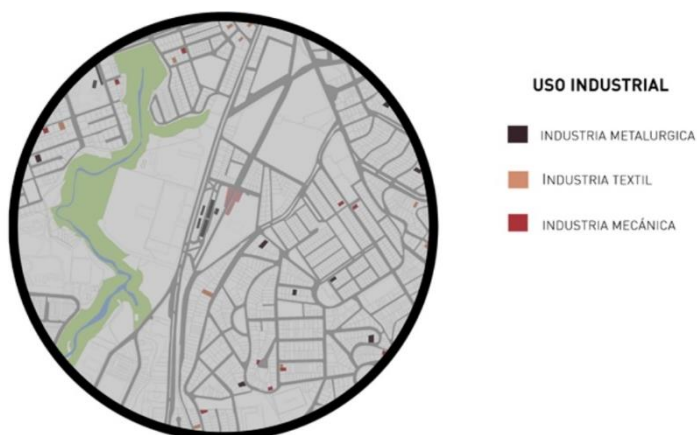 USO INDUSTRIAL
INDUSTRIA METALURGICA
INDUSTRIA TEXTIL
INDUSTRIA MECÁNICA